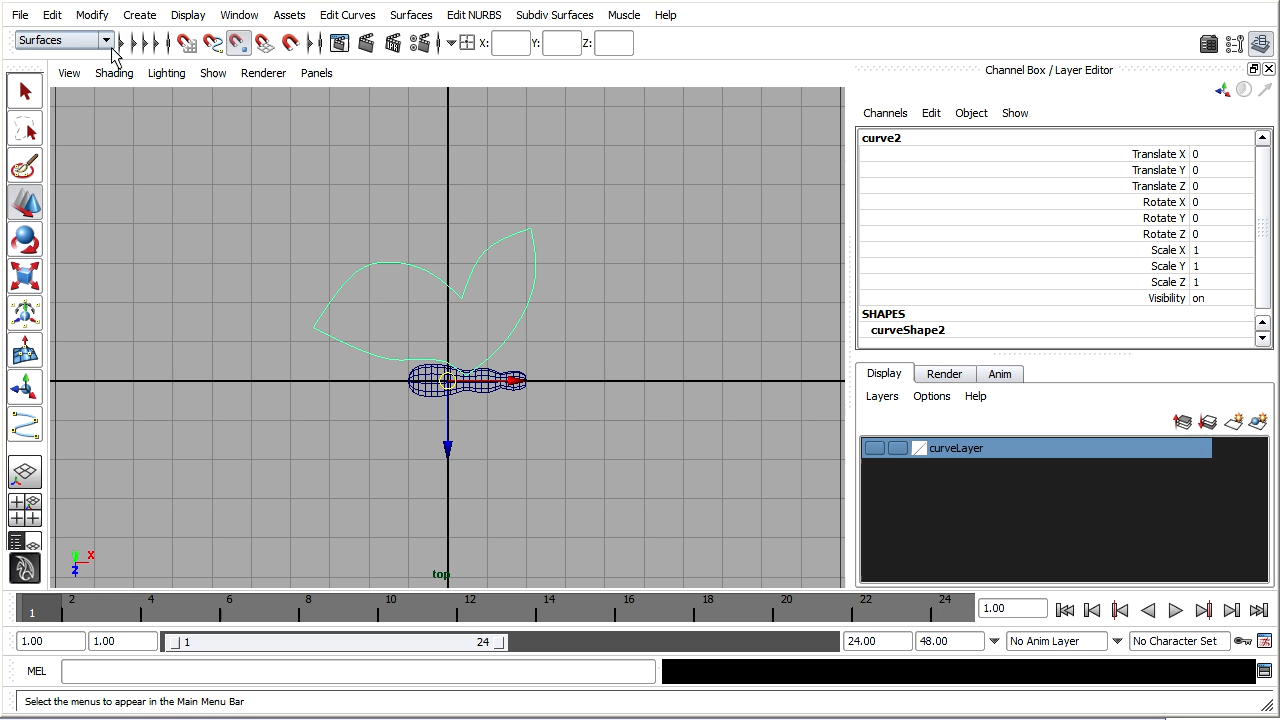 File Edit Modify Create Display Window Assets Edit Curves Surfaces Edit NURBS Subdiv Surfaces Muscle Help
Surfaces X: Y: Z:
View Shading Lighting Show Renderer Panels
Channel Box / Layer Editor
Channels Edit Object Show
curve2
Translate X 0
Translate Y 0
Translate Z 0
Rotate X 0
Rotate Y 0
Rotate Z 0
Scale X 1
Scale Y 1
Scale Z 1
Visibility on
SHAPES
curveShape2
Display Render Anim
Layers Options Help
curveLayer
y x
z
top
1 2 4 6 8 10 12 14 16 18 20 22 24 1.00
1.00 1.00 1 24 24.00 48.00 No Anim Layer No Character Set
MEL
Select the menus to appear in the Main Menu Bar